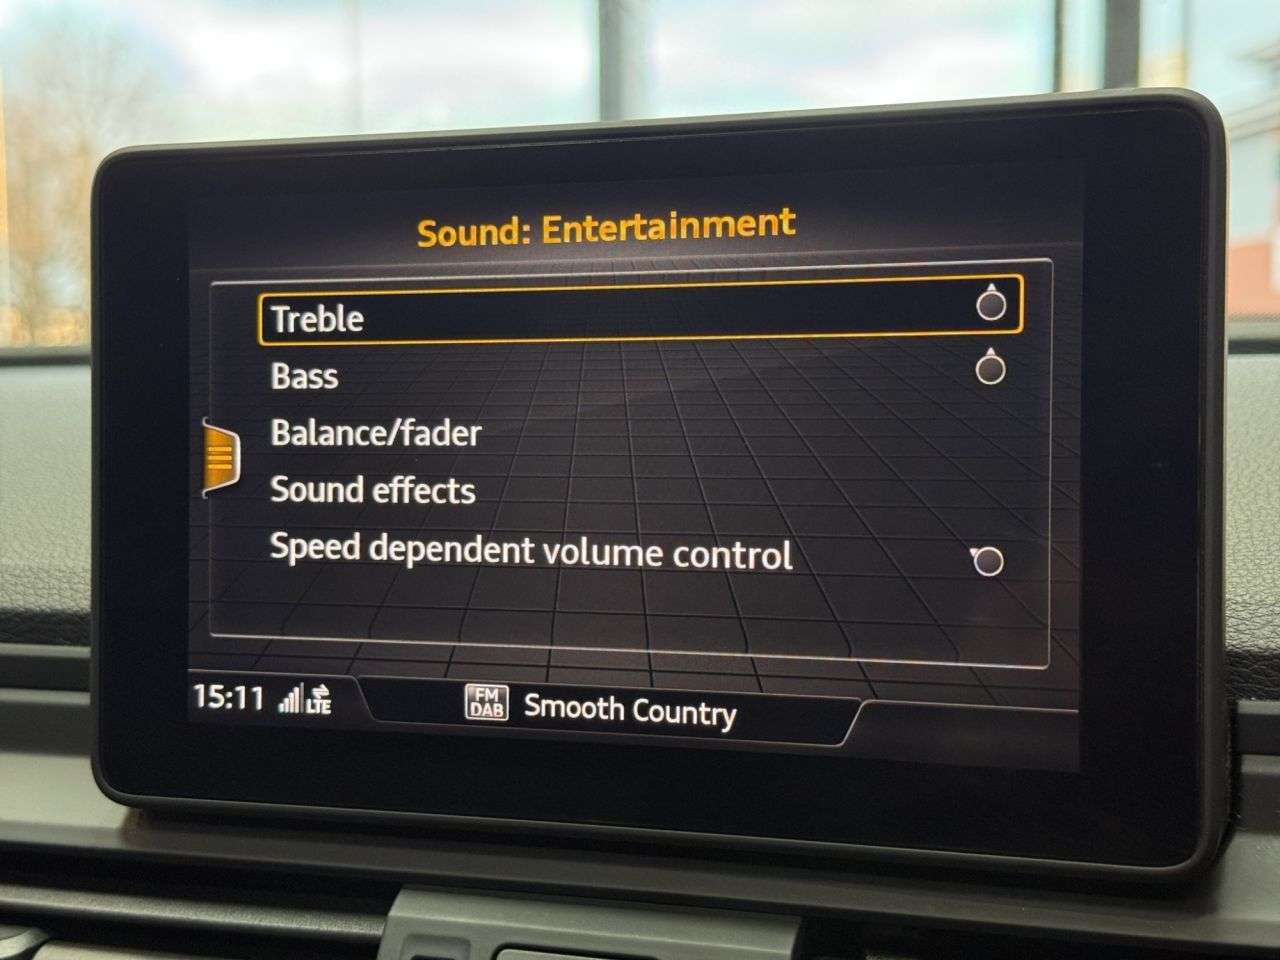 Sound: Entertainment
Treble
Bass
Balance/fader
Sound effects
Speed dependent volume control
15:11 LTE FM DAB Smooth Country